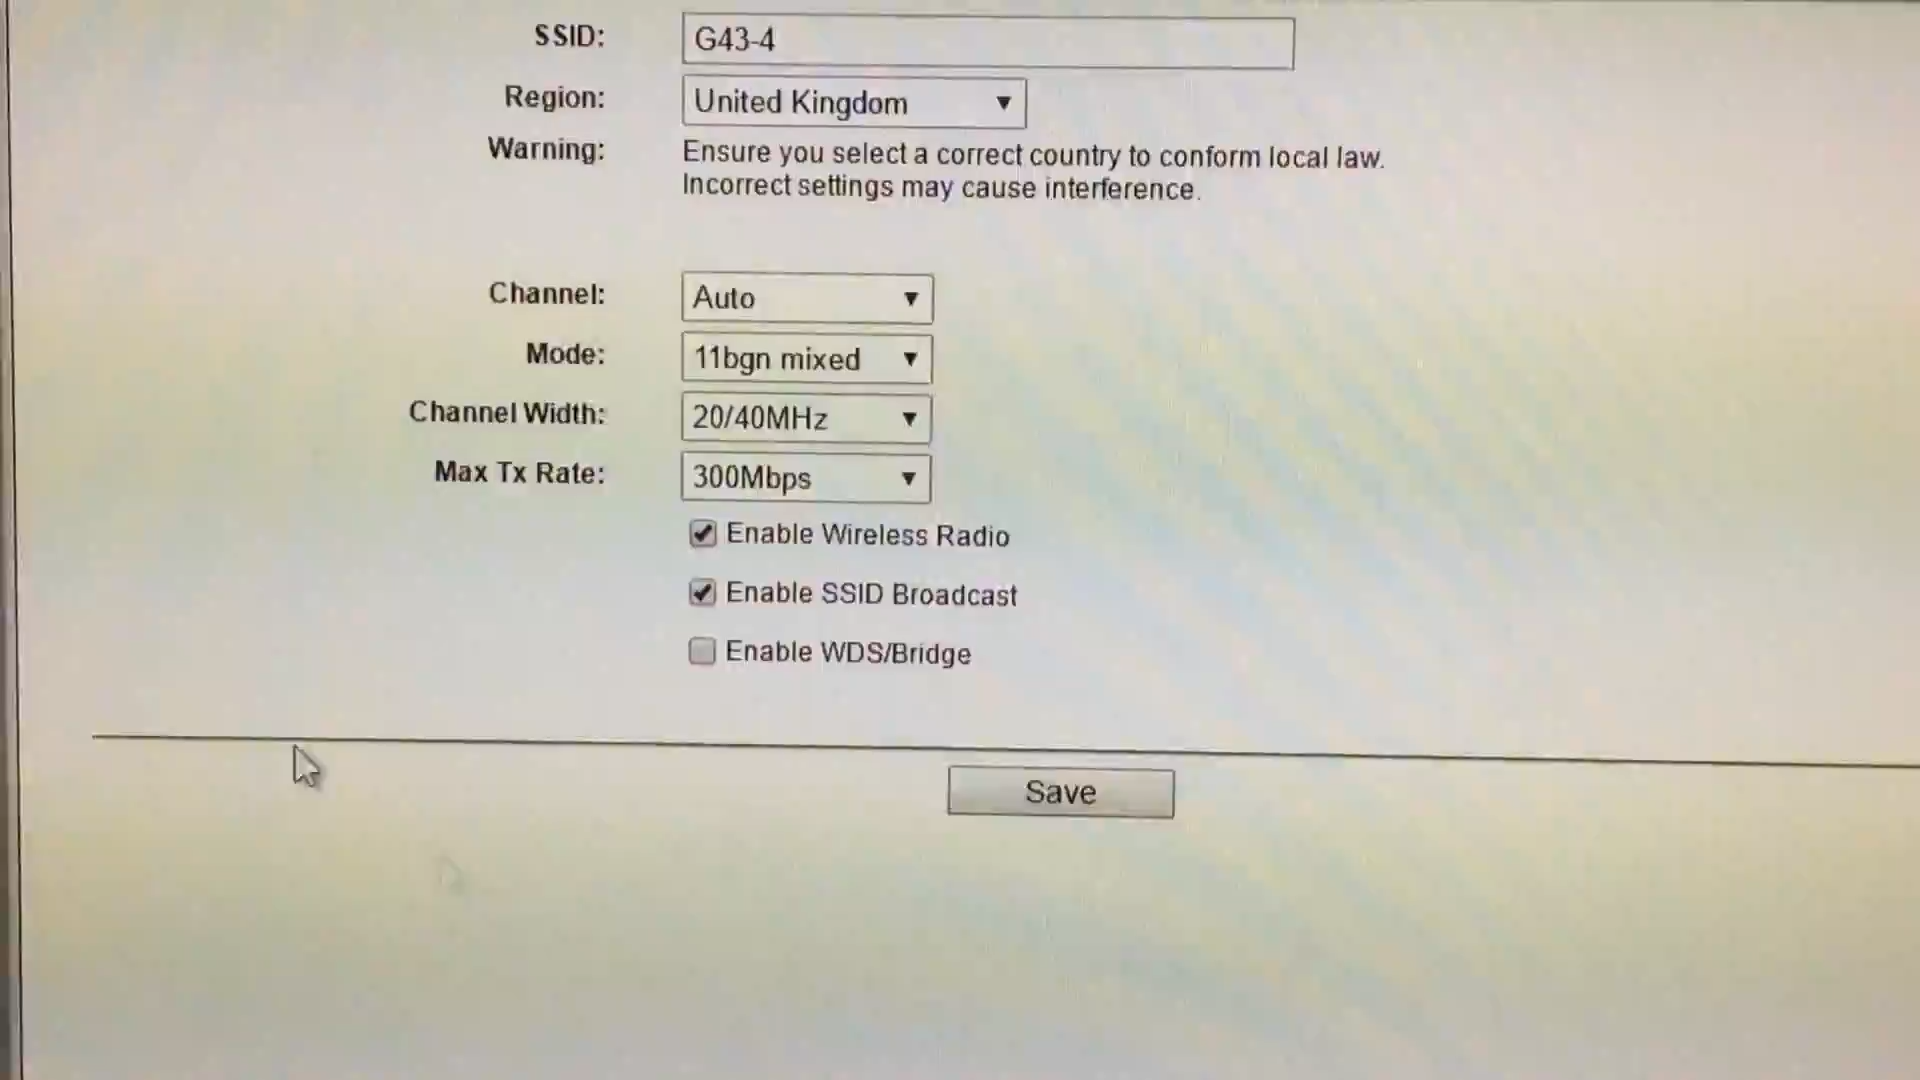 SSID: G43-4
Region: United Kingdom
Warning: Ensure you select a correct country to conform local law.
Incorrect settings may cause interference.
Channel: Auto
Mode: 11bgn mixed
Channel Width: 20/40MHz
Max Tx Rate: 300Mbps
Enable Wireless Radio
Enable SSID Broadcast
Enable WDS/Bridge
Save